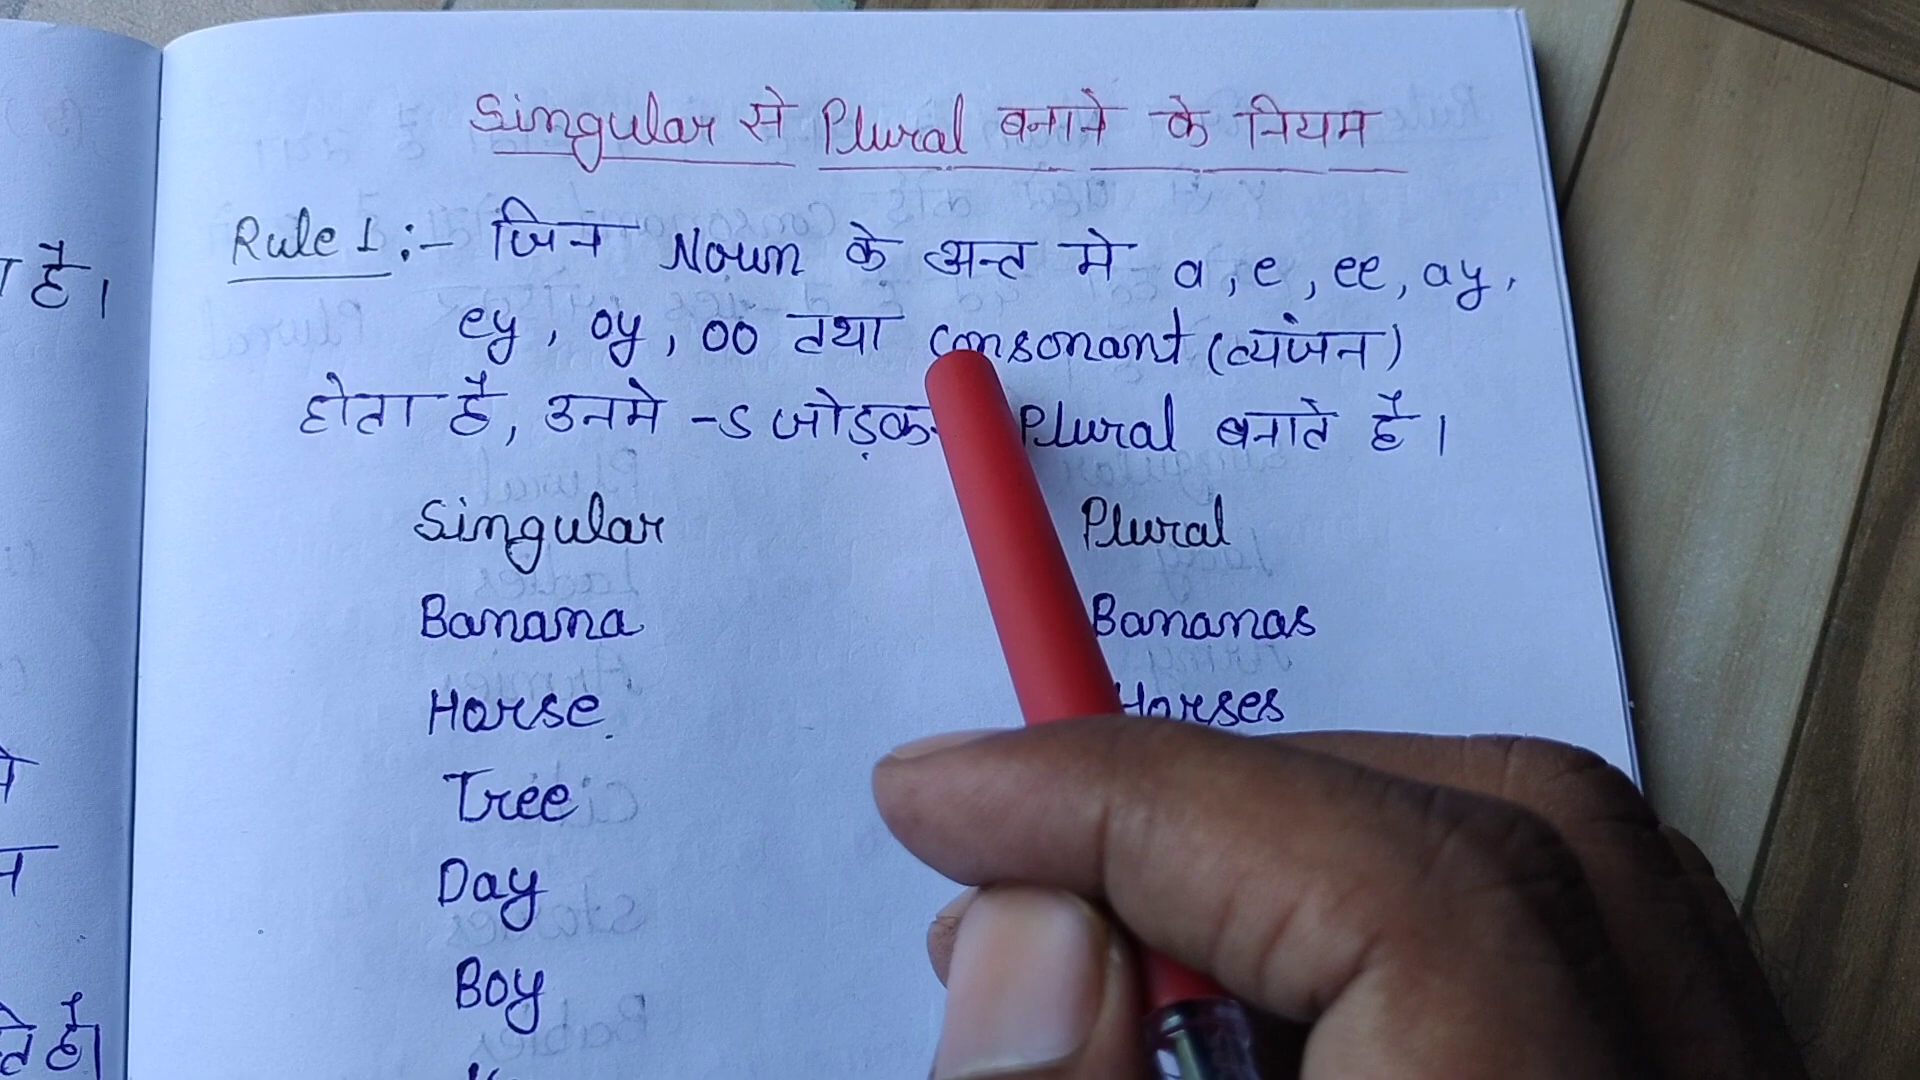 Singular से Plural बनाने के नियम
Rule 1:- जिन Noun के अन्त मे a, e, ee, ay,
ey, oy, oo तथा consonant (व्यंजन)
होता है, उनमे -s जोड़क Plural बनाते है।
Singular Plural
Banana Bananas
Horse Horses
Tree
Day
Boy
है।
ते है।